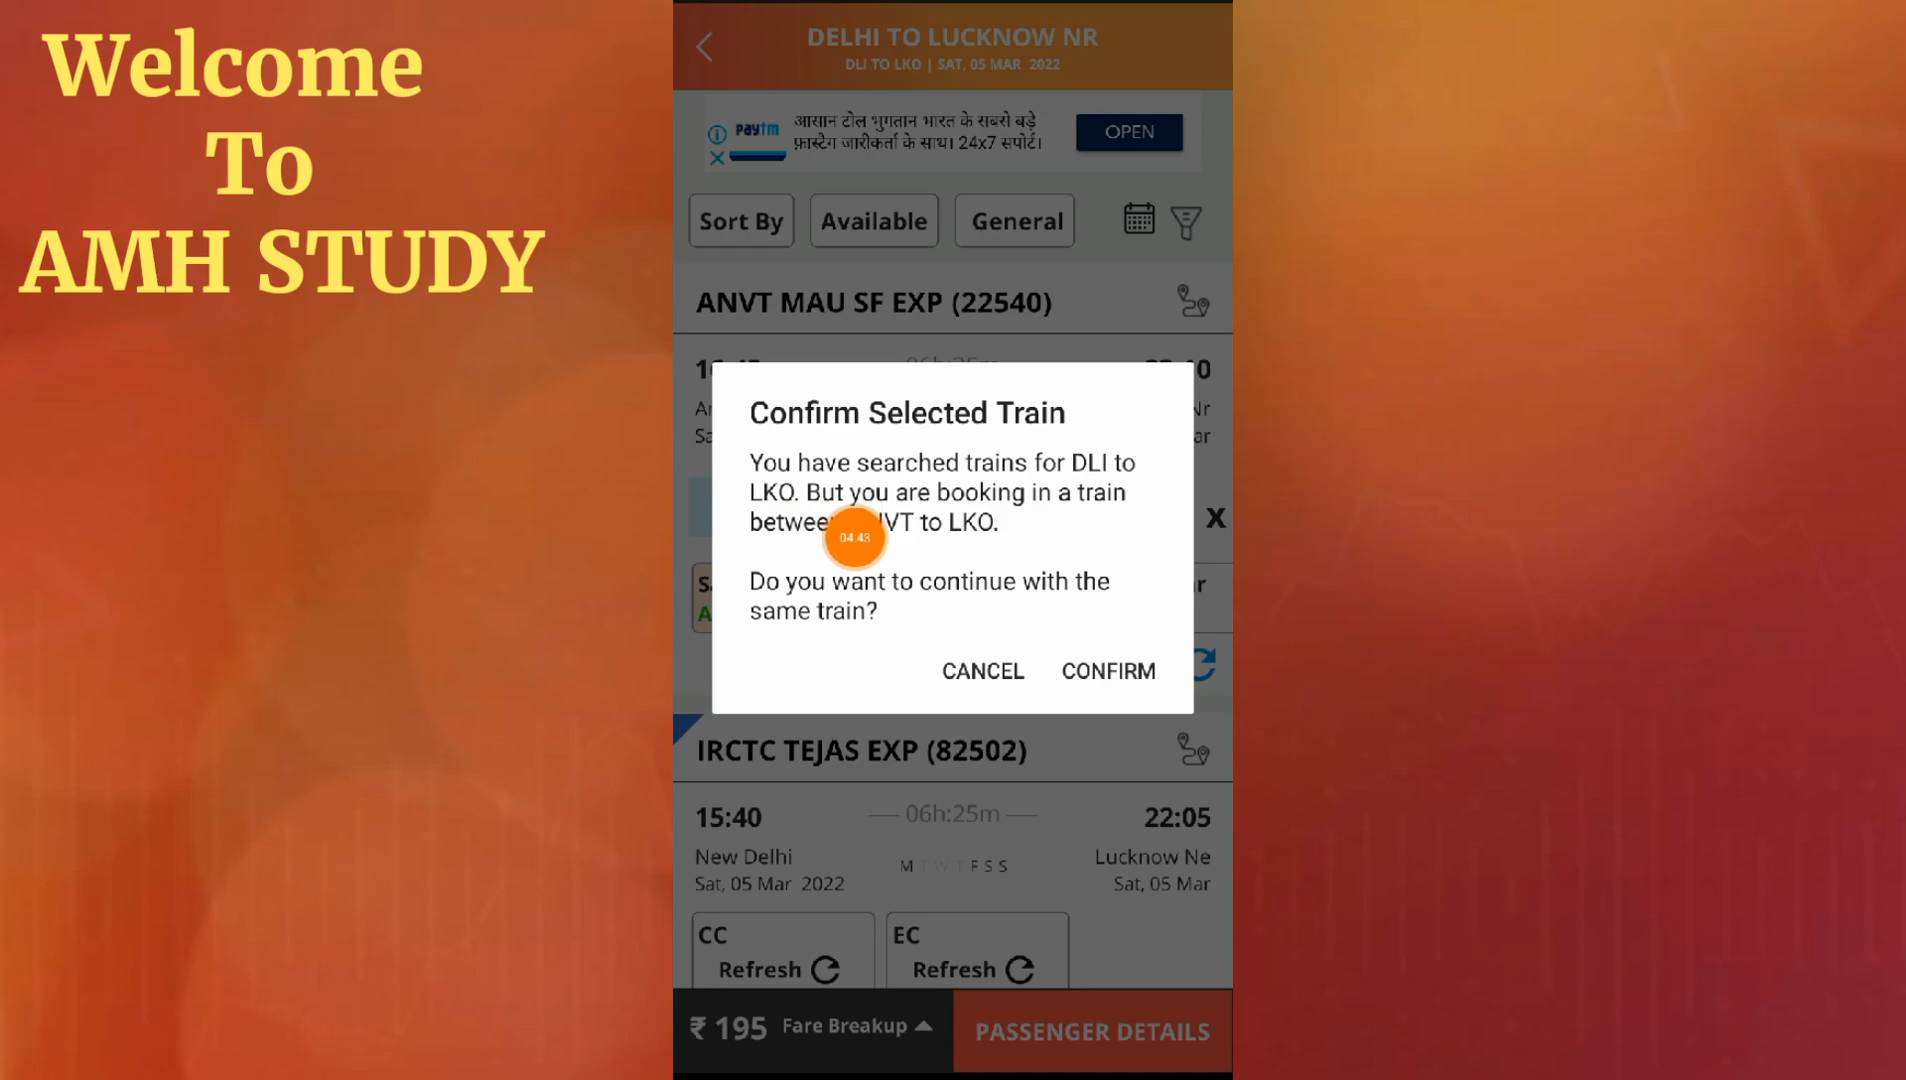 Welcome
To
AMH STUDY
DELHI TO LUCKNOW NR
DLI TO LKO | SAT, 05 MAR 2022
paytm
आसान टोल भुगतान भारत के सबसे बड़े
फ़ास्टैग जारीकर्ता के साथ। 24x7 सपोर्ट।
OPEN
Sort By
Available
General
ANVT MAU SF EXP (22540)
06h:25m
Confirm Selected Train
You have searched trains for DLI to
LKO. But you are booking in a train
to LKO.
04.43
Do you want to continue with the
same train?
CANCEL
CONFIRM
X
IRCTC TEJAS EXP (82502)
15:40
06h:25m
22:05
New Delhi
M T W T F S S
Lucknow Ne
Sat, 05 Mar 2022
Sat, 05 Mar
CC
Refresh
EC
Refresh
₹ 195
Fare Breakup
PASSENGER DETAILS